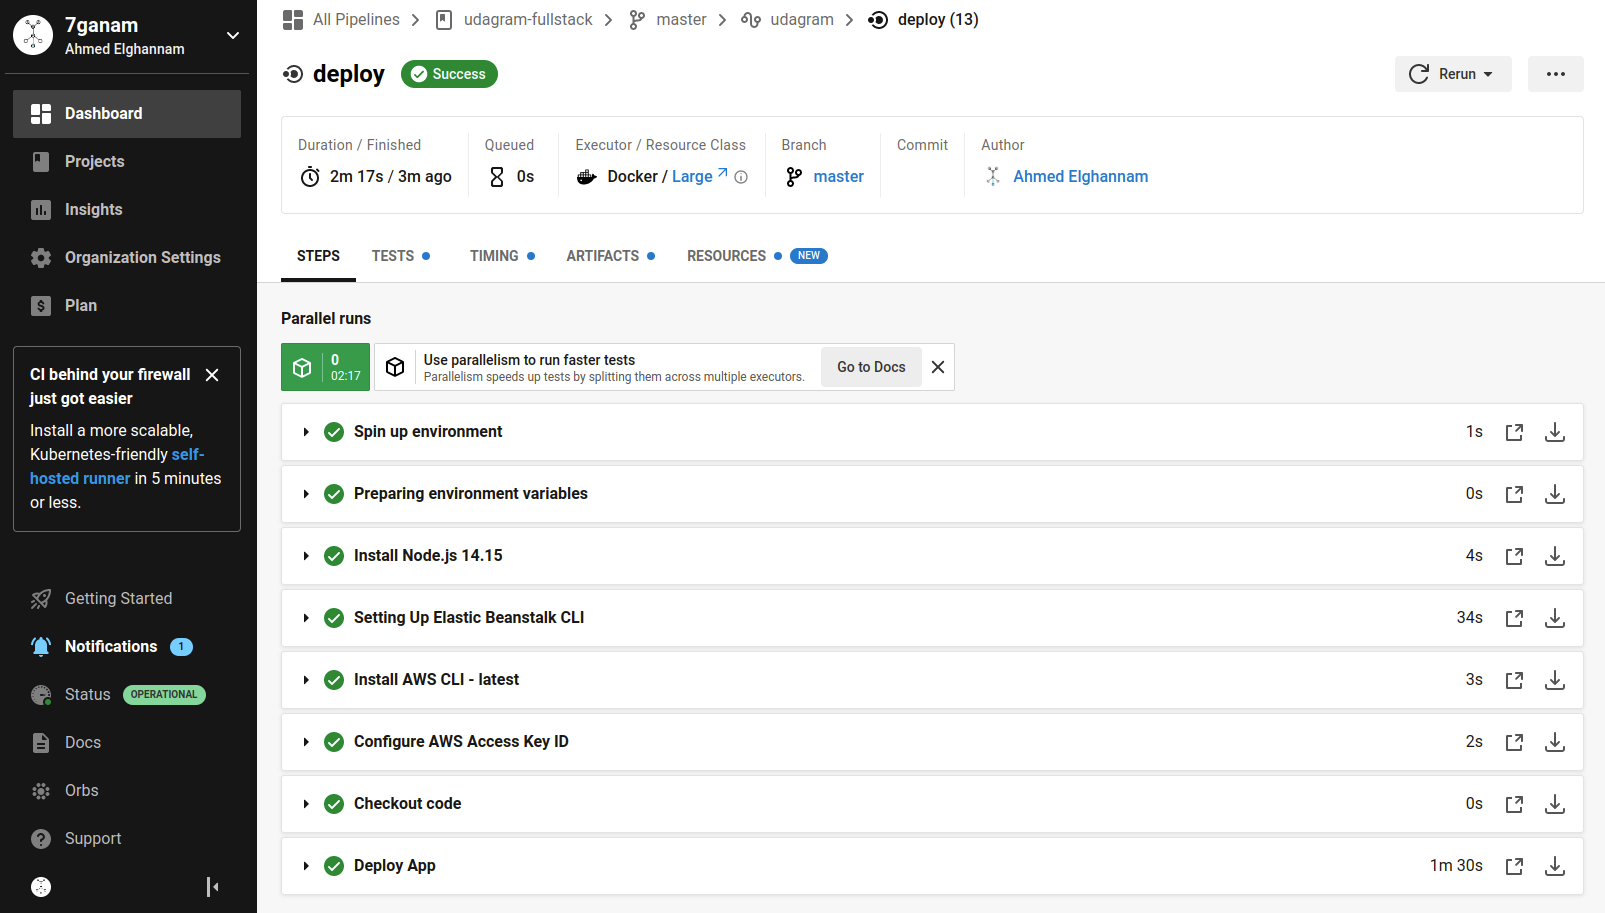 7ganam
Ahmed Elghannam
Dashboard
Projects
Insights
Organization Settings
Plan
CI behind your firewall
just got easier
Install a more scalable,
Kubernetes-friendly self-
hosted runner in 5 minutes
or less.
Getting Started
Notifications 1
Status OPERATIONAL
Docs
Orbs
Support
All Pipelines udagram-fullstack master udagram deploy (13)
deploy Success
Rerun
Duration / Finished Queued Executor / Resource Class Branch Commit Author
2m 17s / 3m ago 0s Docker / Large master Ahmed Elghannam
STEPS TESTS TIMING ARTIFACTS RESOURCES NEW
Parallel runs
0
02:17
Use parallelism to run faster tests
Parallelism speeds up tests by splitting them across multiple executors.
Go to Docs
Spin up environment 1s
Preparing environment variables 0s
Install Node.js 14.15 4s
Setting Up Elastic Beanstalk CLI 34s
Install AWS CLI - latest 3s
Configure AWS Access Key ID 2s
Checkout code 0s
Deploy App 1m 30s